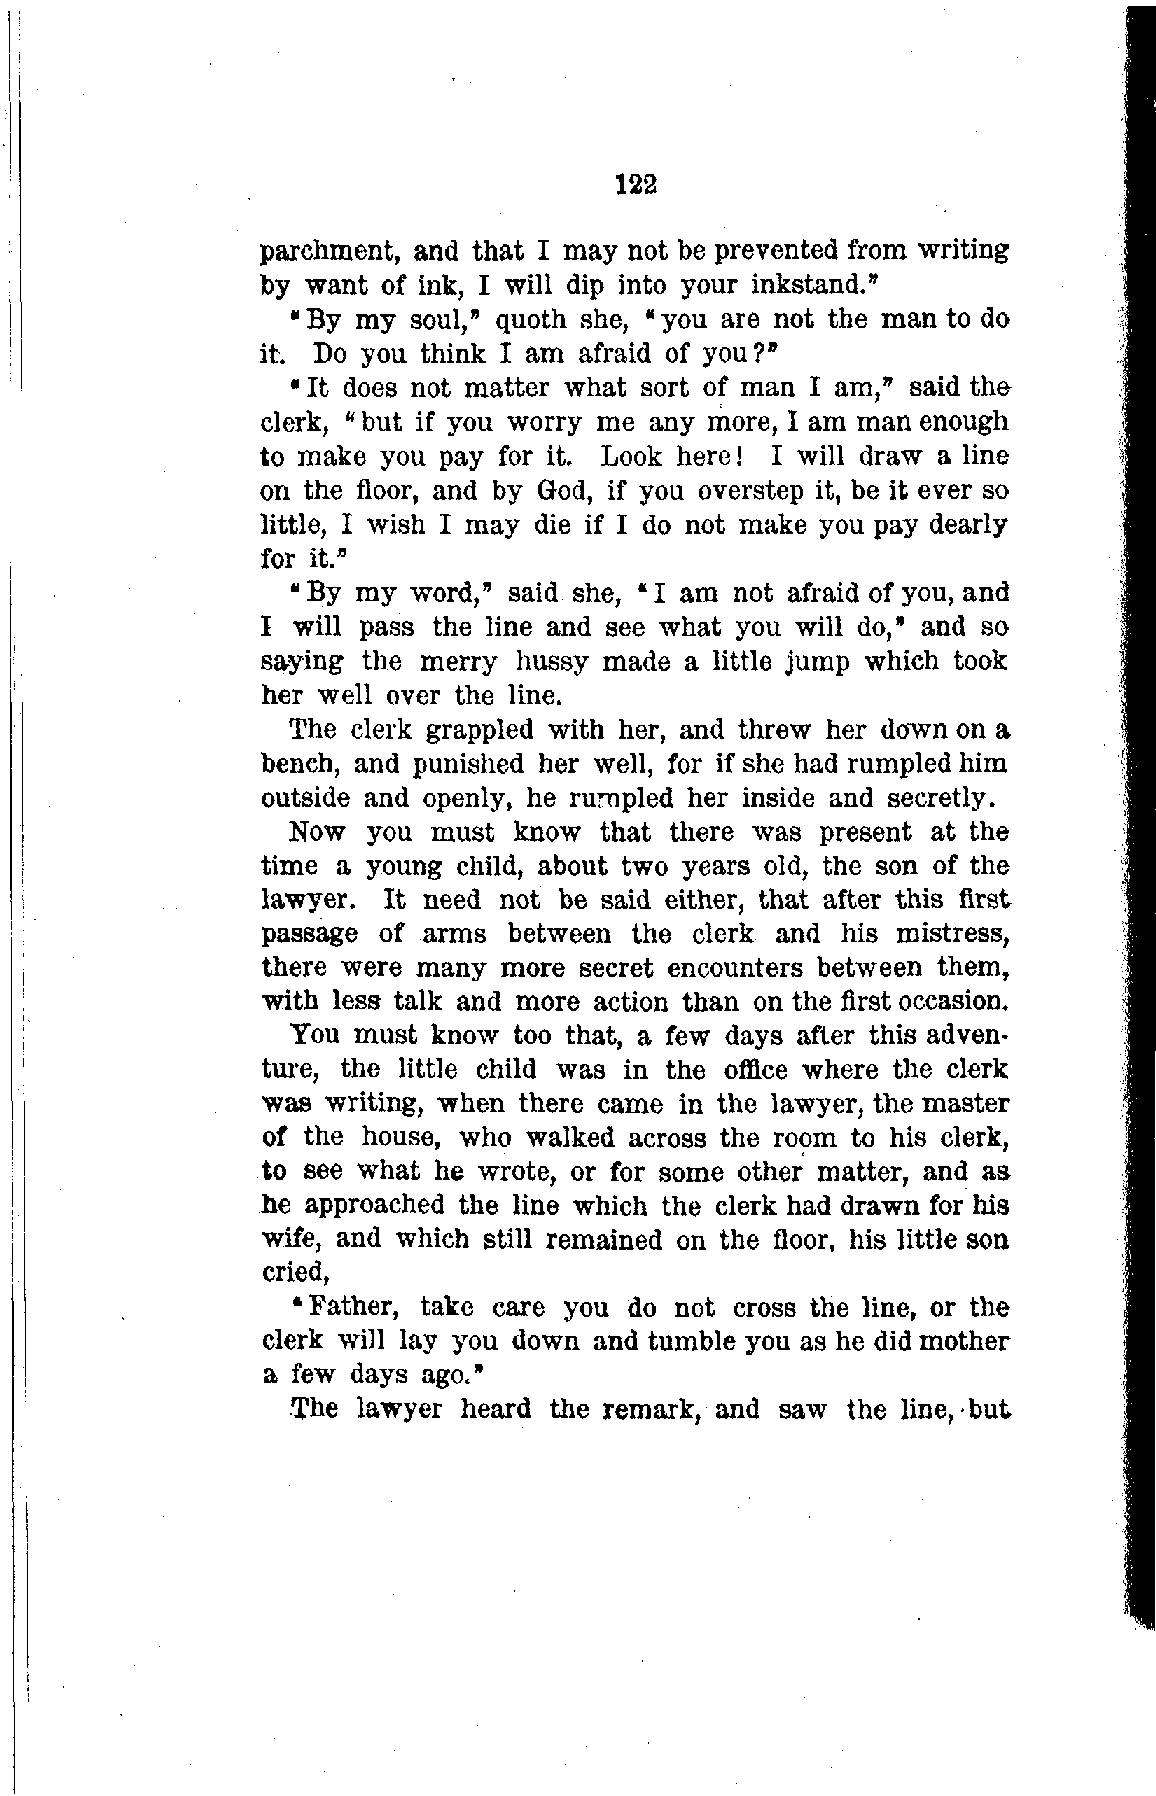 122
parchment, and that I may not be prevented from writing
by want of ink, I will dip into your inkstand."
"By my soul," quoth she, "you are not the man to do
it. Do you think I am afraid of you?"
"It does not matter what sort of man I am," said the
clerk, "but if you worry me any more, I am man enough
to make you pay for it. Look here! I will draw a line
on the floor, and by God, if you overstep it, be it ever so
little, I wish I may die if I do not make you pay dearly
for it."
"By my word," said she, "I am not afraid of you, and
I will pass the line and see what you will do," and so
saying the merry hussy made a little jump which took
her well over the line.
The clerk grappled with her, and threw her down on a
bench, and punished her well, for if she had rumpled him
outside and openly, he rumpled her inside and secretly.
Now you must know that there was present at the
time a young child, about two years old, the son of the
lawyer. It need not be said either, that after this first
passage of arms between the clerk and his mistress,
there were many more secret encounters between them,
with less talk and more action than on the first occasion.
You must know too that, a few days after this adven-
ture, the little child was in the office where the clerk
was writing, when there came in the lawyer, the master
of the house, who walked across the room to his clerk,
to see what he wrote, or for some other matter, and as
he approached the line which the clerk had drawn for his
wife, and which still remained on the floor, his little son
cried,
"Father, take care you do not cross the line, or the
clerk will lay you down and tumble you as he did mother
a few days ago."
The lawyer heard the remark, and saw the line, but